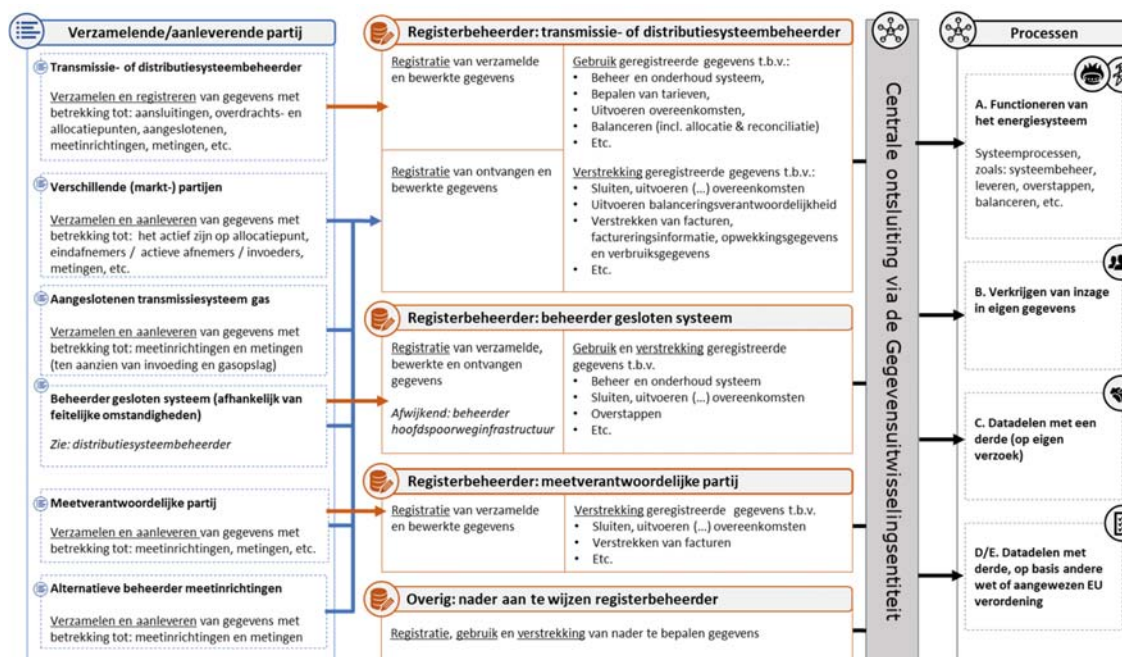 Verzamelende/aanleverende partij
Transmissie- of distributiesysteembeheerder
Verzamelen en registreren van gegevens met
betrekking tot: aansluitingen, overdrachts- en
allocatiepunten, aangeslotenen,
meetinrichtingen, metingen, etc.
Verschillende (markt-) partijen
Verzamelen en aanleveren van gegevens met
betrekking tot: het actief zijn op allocatiepunt,
eindafnemers / actieve afnemers / invoeders,
metingen, etc.
Aangeslotenen transmissiesysteem gas
Verzamelen en aanleveren van gegevens met
betrekking tot: meetinrichtingen en metingen
(ten aanzien van invoeding en gasopslag)
Beheerder gesloten systeem (afhankelijk van
feitelijke omstandigheden)
Zie: distributiesysteembeheerder
Meetverantwoordelijke partij
Verzamelen en aanleveren van gegevens met
betrekking tot: meetinrichtingen, metingen, etc.
Alternatieve beheerder meetinrichtingen
Verzamelen en aanleveren van gegevens met
betrekking tot: meetinrichtingen en metingen
Registerbeheerder: transmissie- of distributiesysteembeheerder
Registratie van verzamelde
en bewerkte gegevens
Gebruik geregistreerde gegevens t.b.v.:
• Beheer en onderhoud systeem,
• Bepalen van tarieven,
• Uitvoeren overeenkomsten,
• Balanceren (incl. allocatie & reconciliatie)
• Etc.
Registratie van ontvangen en
bewerkte gegevens
Verstrekking geregistreerde gegevens t.b.v.:
• Sluiten, uitvoeren (...) overeenkomsten
• Uitvoeren balanceringsverantwoordelijkheid
• Verstrekken van facturen,
factureringsinformatie, opwekkingsgegevens
en verbruiksgegevens
• Etc.
Registerbeheerder: beheerder gesloten systeem
Registratie van verzamelde,
bewerkte en ontvangen
gegevens
Afwijkend: beheerder
hoofdspoorweginfrastructuur
Gebruik en verstrekking geregistreerde
gegevens t.b.v.
• Beheer en onderhoud systeem
• Sluiten, uitvoeren (...) overeenkomsten
• Overstappen
• Etc.
Registerbeheerder: meetverantwoordelijke partij
Registratie van verzamelde
en bewerkte gegevens
Verstrekking geregistreerde gegevens t.b.v.
• Sluiten, uitvoeren (...) overeenkomsten
• Verstrekken van facturen
• Etc.
Overig: nader aan te wijzen registerbeheerder
Registratie, gebruik en verstrekking van nader te bepalen gegevens
Centrale ontsluiting via de Gegevensuitwisselingsentiteit
Processen
A. Functioneren van
het energiesysteem
Systeemprocessen,
zoals: systeembeheer,
leveren, overstappen,
balanceren, etc.
B. Verkrijgen van inzage
in eigen gegevens
C. Datadelen met een
derde (op eigen
verzoek)
D/E. Datadelen met
derde, op basis andere
wet of aangewezen EU
verordening